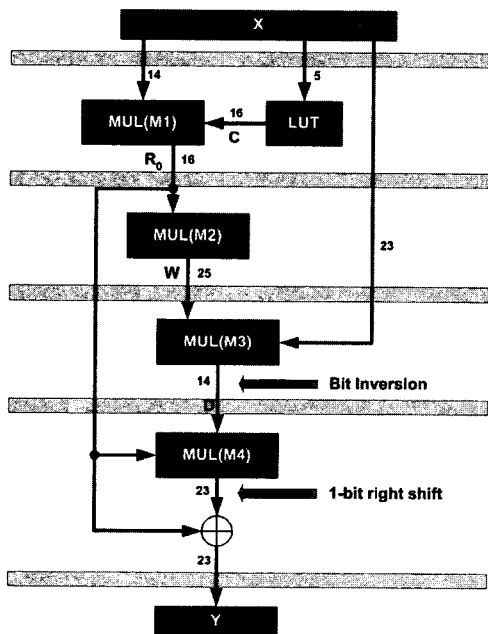 X
14
5
MUL(M1)
16
C
LUT
R0
16
MUL(M2)
23
W
25
MUL(M3)
14
Bit Inversion
D
MUL(M4)
23
1-bit right shift
23
Y